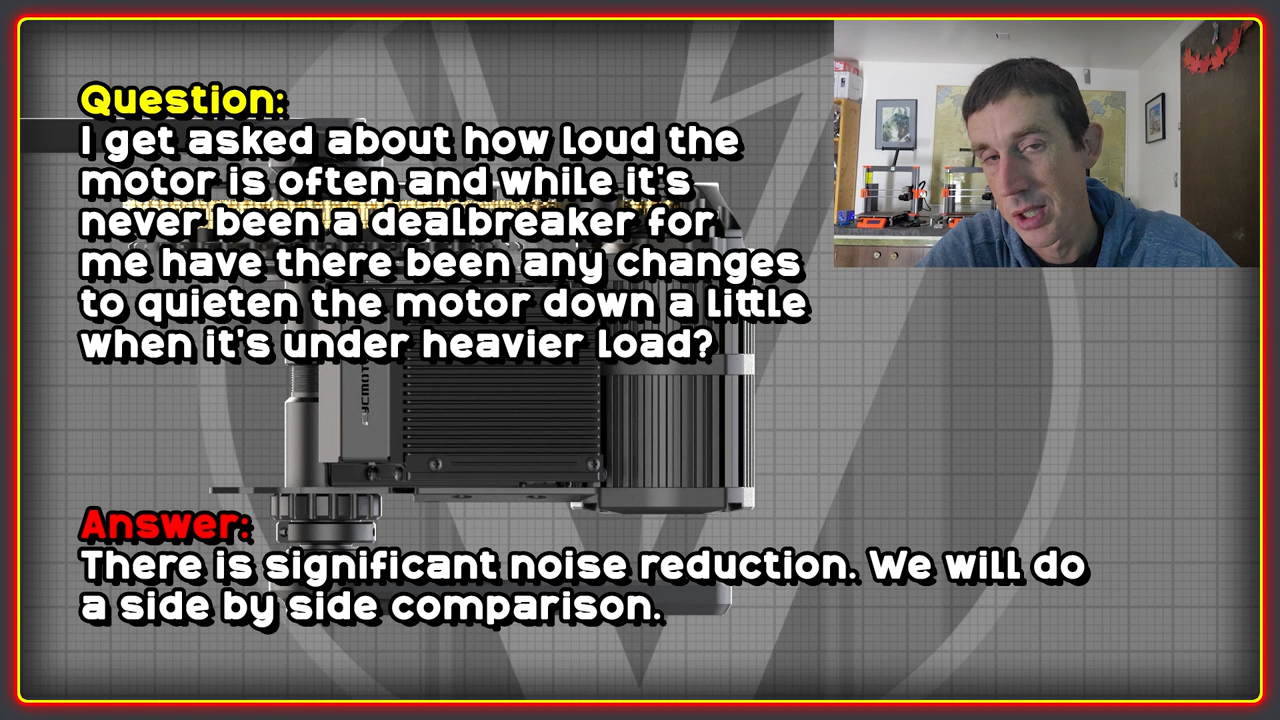 Question:
I get asked about how loud the
motor is often and while it's
never been a dealbreaker for
me have there been any changes
to quieten the motor down a little
when it's under heavier load?
Answer:
There is significant noise reduction. We will do
a side by side comparison.